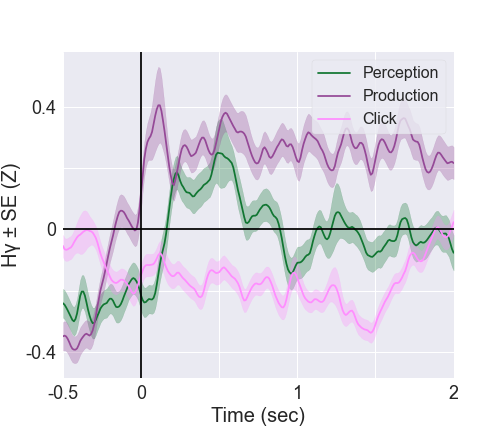 Perception
Production
Click
0.4
0
-0.4
Hγ ± SE (Z)
-0.5
0
1
2
Time (sec)